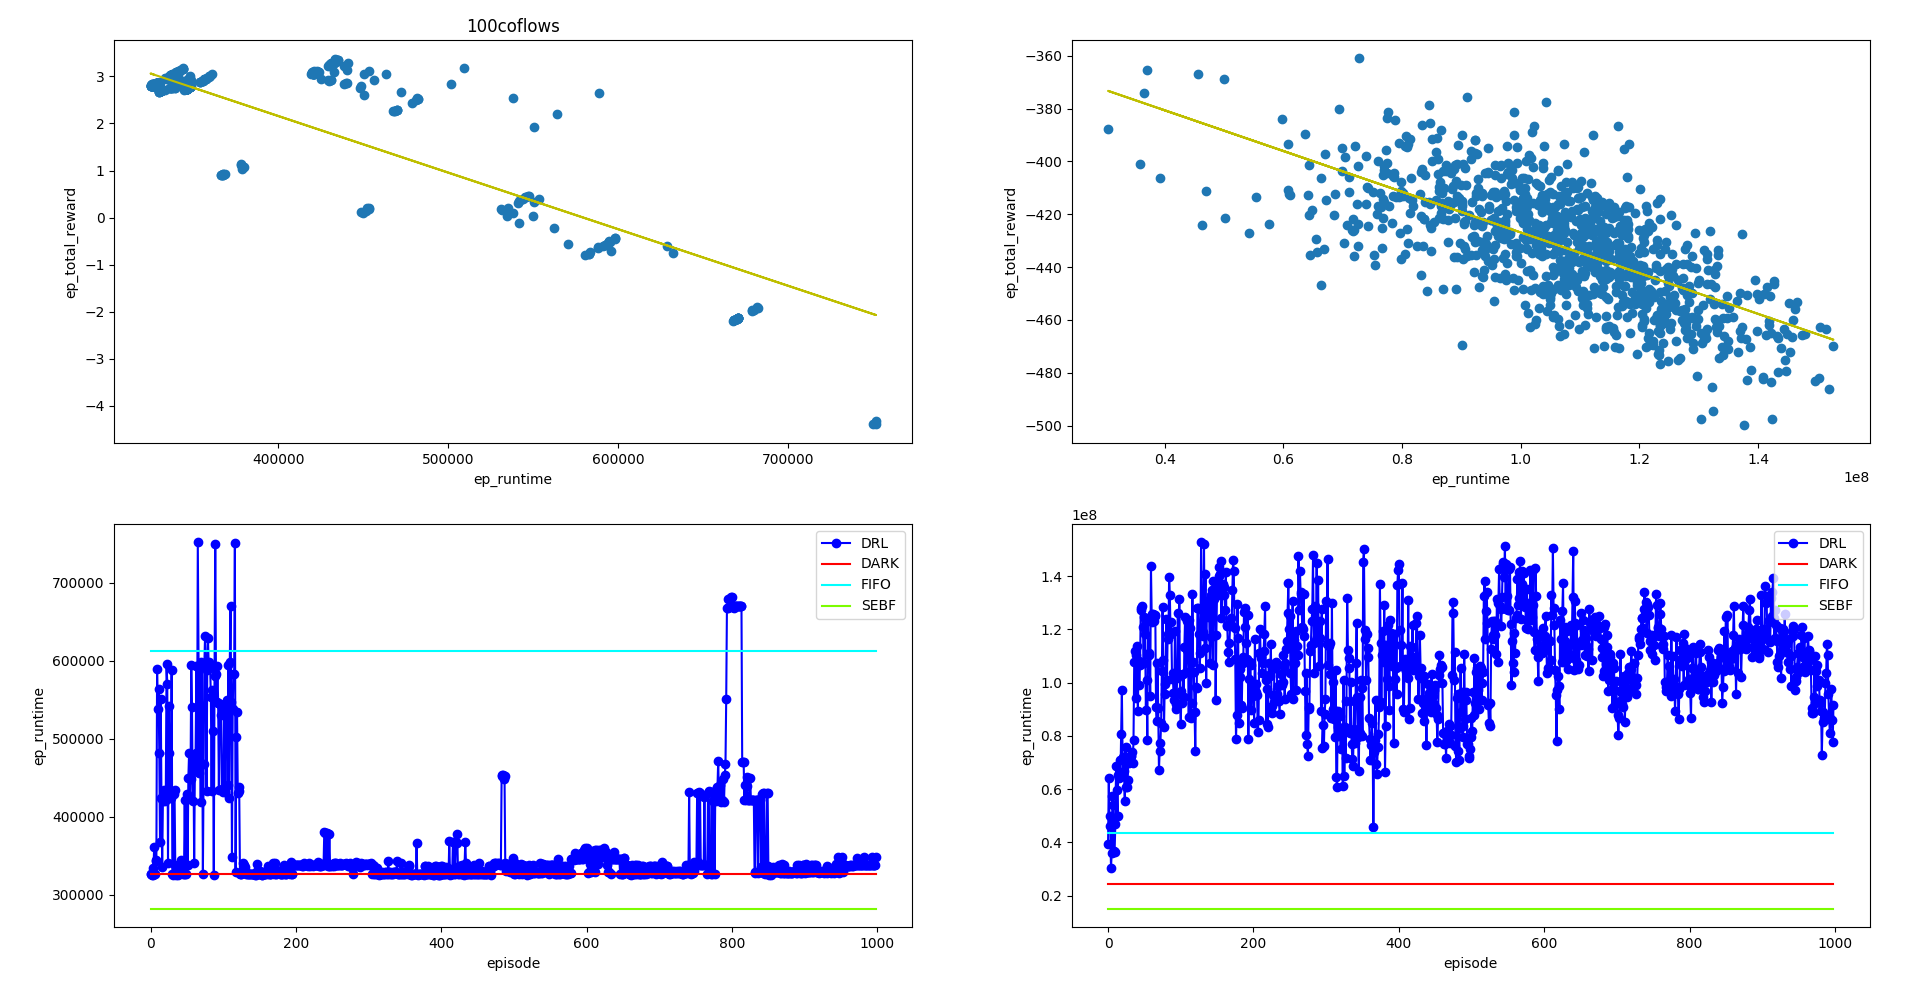 100coflows
3
2
1
0
−1
−2
−3
−4
ep_total_reward
400000 500000 600000 700000
ep_runtime
−360
−380
−400
−420
−440
−460
−480
−500
ep_total_reward
0.4 0.6 0.8 1.0 1.2 1.4
1e8
ep_runtime
700000
600000
500000
400000
300000
ep_runtime
DRL
DARK
FIFO
SEBF
0 200 400 600 800 1000
episode
1e8
1.4
1.2
1.0
0.8
0.6
0.4
0.2
ep_runtime
DRL
DARK
FIFO
SEBF
0 200 400 600 800 1000
episode